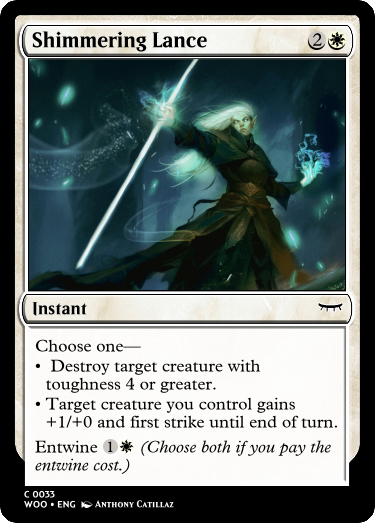 Shimmering Lance 2
Instant
Choose one—
• Destroy target creature with
toughness 4 or greater.
• Target creature you control gains
+1/+0 and first strike until end of turn.
Entwine 1 (Choose both if you pay the
entwine cost.)
C 0033
WOO • ENG Anthony Catillaz